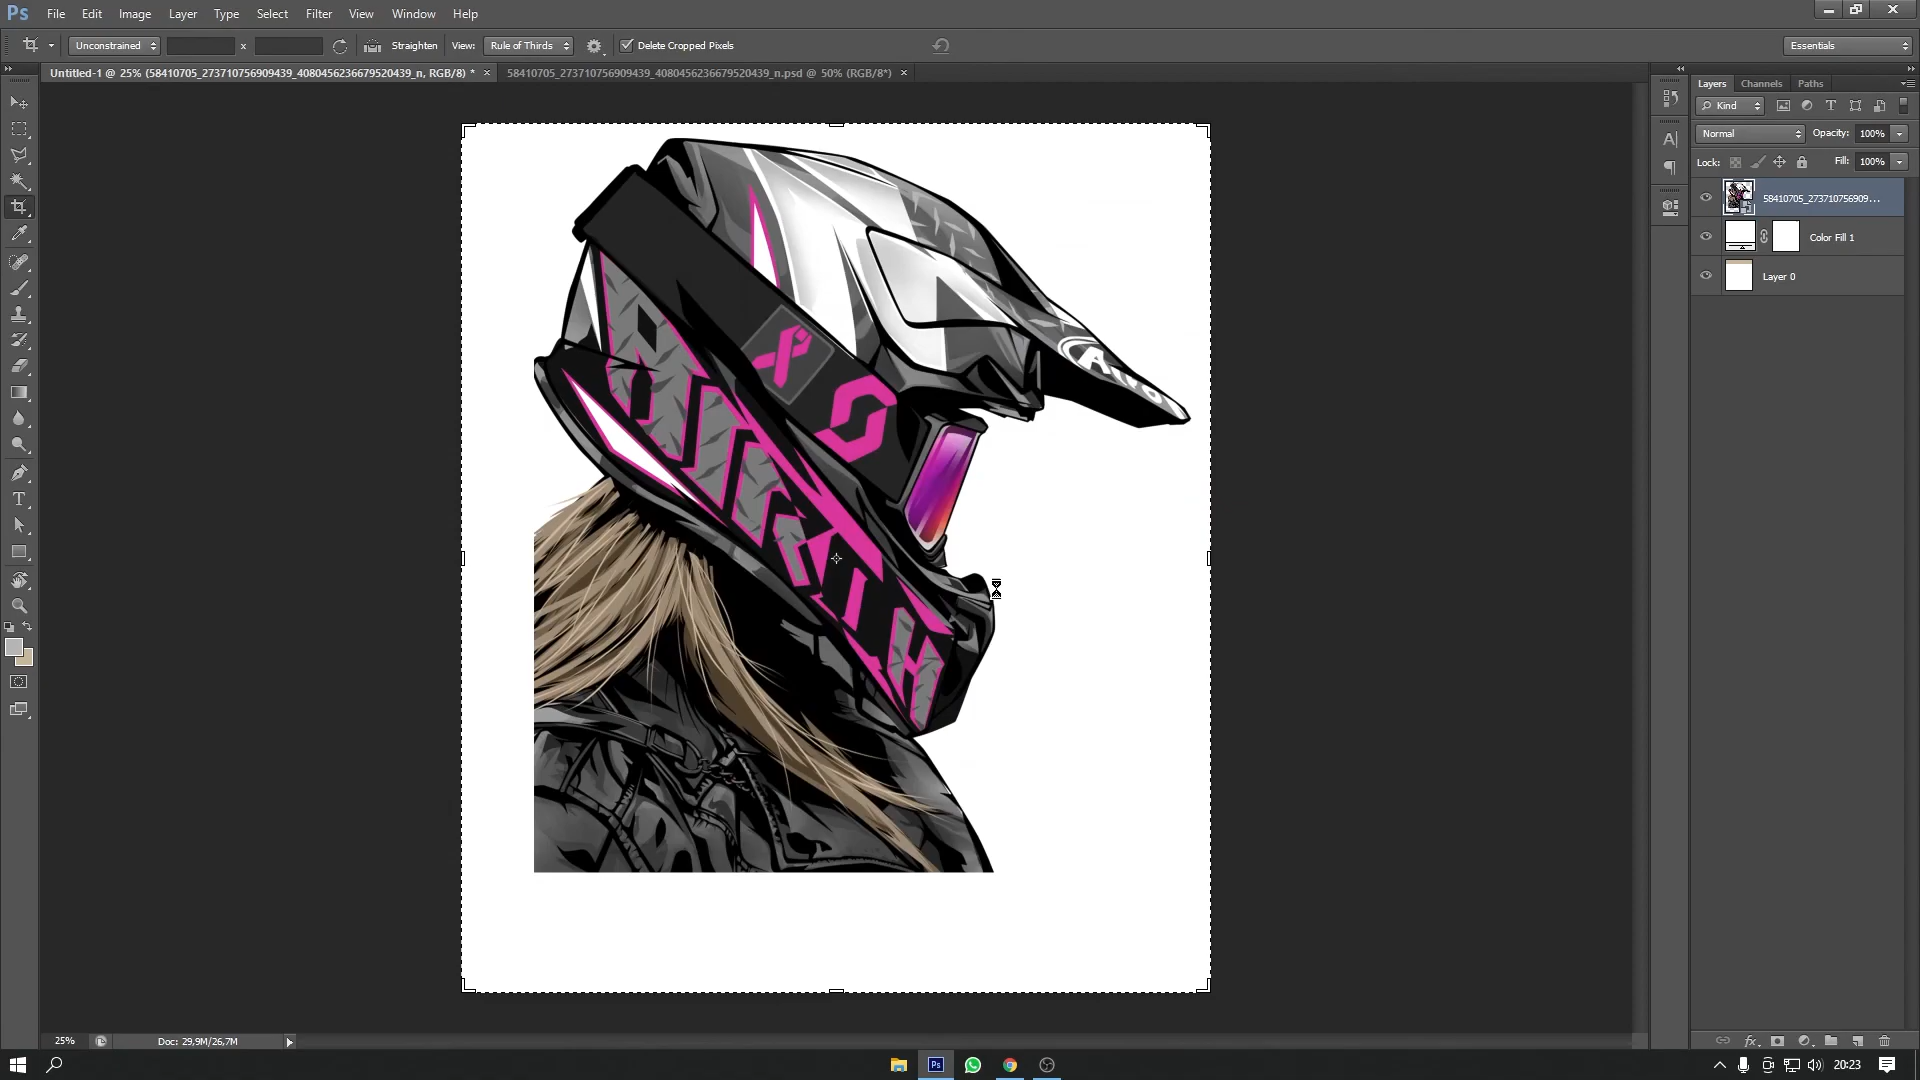 Ps File Edit Image Layer Type Select Filter View Window Help
Unconstrained x Straighten View: Rule of Thirds Delete Cropped Pixels Essentials
Untitled-1 @ 25% (58410705_273710756909439_4080456236679520439_n, RGB/8) * × 58410705_273710756909439_4080456236679520439_n.psd @ 50% (RGB/8*) ×
Layers Channels Paths
Kind
Normal Opacity: 100%
Lock: Fill: 100%
58410705_273710756909...
Color Fill 1
Layer 0
25% Doc: 29,9M/26,7M
Ps 20:23